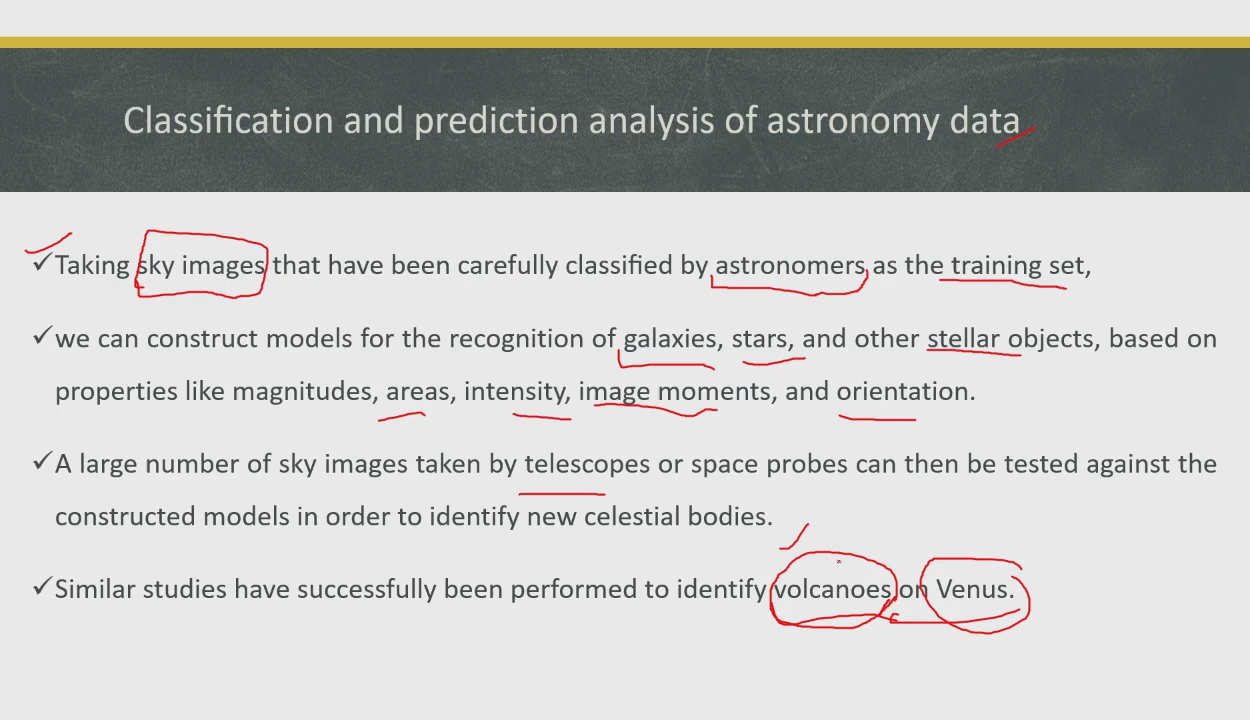 Classification and prediction analysis of astronomy data
✓Taking sky images that have been carefully classified by astronomers as the training set,
✓we can construct models for the recognition of galaxies, stars, and other stellar objects, based on
properties like magnitudes, areas, intensity, image moments, and orientation.
✓A large number of sky images taken by telescopes or space probes can then be tested against the
constructed models in order to identify new celestial bodies.
✓Similar studies have successfully been performed to identify volcanoes on Venus.